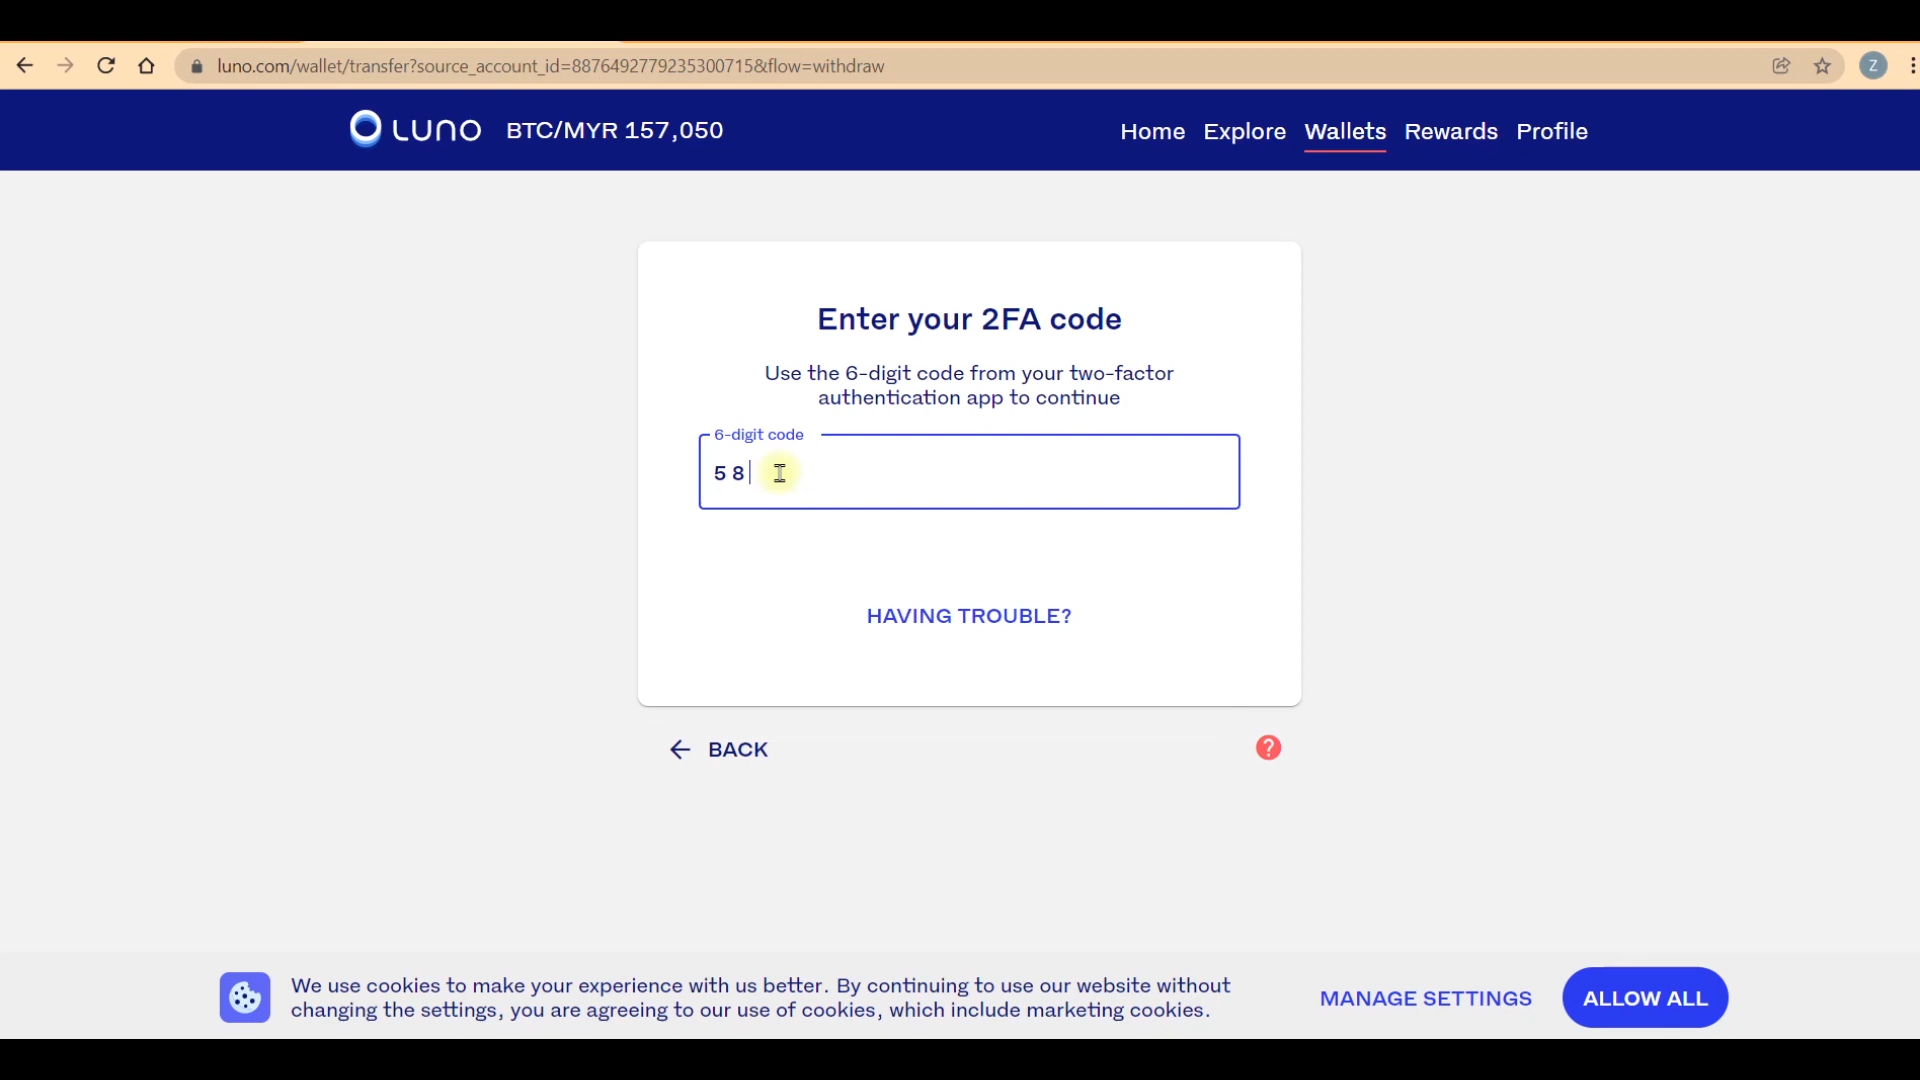 luno.com/wallet/transfer?source_account_id=8876492779235300715&flow=withdraw
Z
LUNO BTC/MYR 157,050 Home Explore Wallets Rewards Profile
Enter your 2FA code
Use the 6-digit code from your two-factor
authentication app to continue
6-digit code
5 8
HAVING TROUBLE?
← BACK ?
We use cookies to make your experience with us better. By continuing to use our website without
changing the settings, you are agreeing to our use of cookies, which include marketing cookies.
MANAGE SETTINGS ALLOW ALL